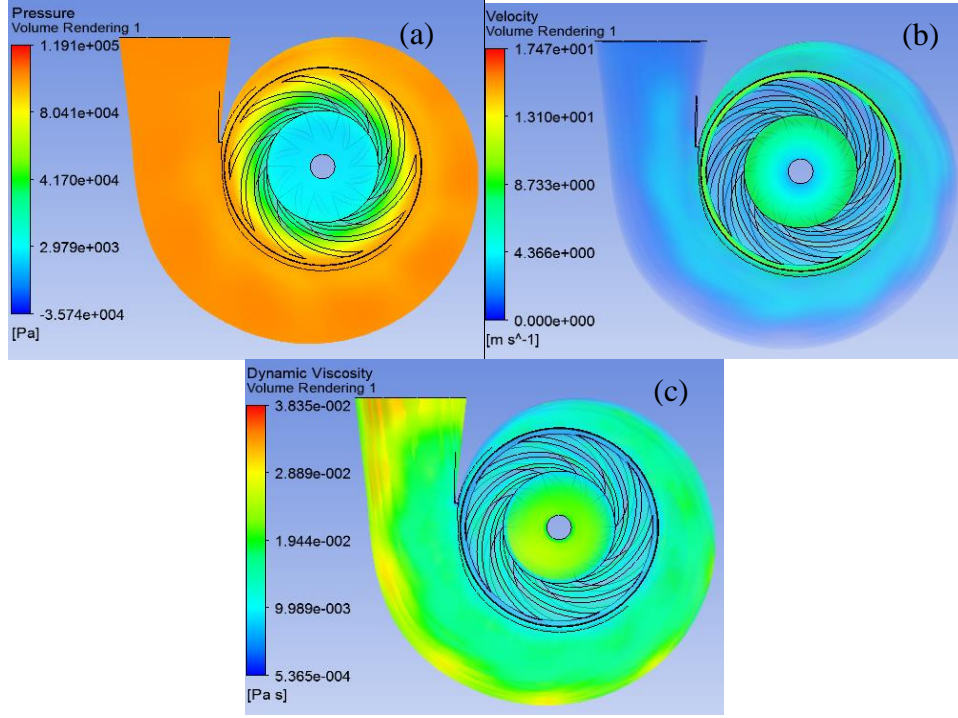 Pressure
Volume Rendering 1
(a)
1.191e+005
8.041e+004
4.170e+004
2.979e+003
-3.574e+004
[Pa]
Velocity
Volume Rendering 1
(b)
1.747e+001
1.310e+001
8.733e+000
4.366e+000
0.000e+000
[m s^-1]
Dynamic Viscosity
Volume Rendering 1
(c)
3.835e-002
2.889e-002
1.944e-002
9.989e-003
5.365e-004
[Pa s]